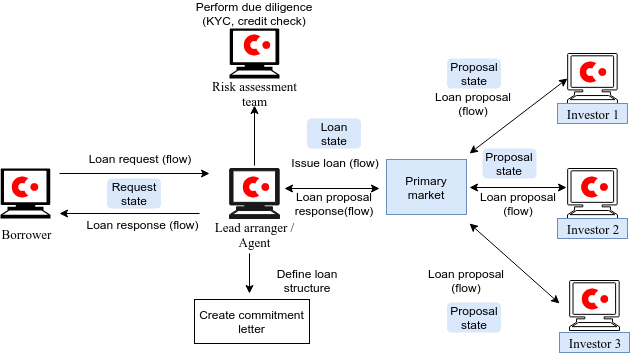 Perform due diligence
(KYC, credit check)
Risk assessment
team
Loan request (flow)
Request
state
Loan response (flow)
Borrower
Loan
state
Issue loan (flow)
Loan proposal
response(flow)
Lead arranger /
Agent
Define loan
structure
Create commitment
letter
Primary
market
Proposal
state
Loan proposal
(flow)
Investor 1
Proposal
state
Loan proposal
(flow)
Investor 2
Loan proposal
(flow)
Proposal
state
Investor 3